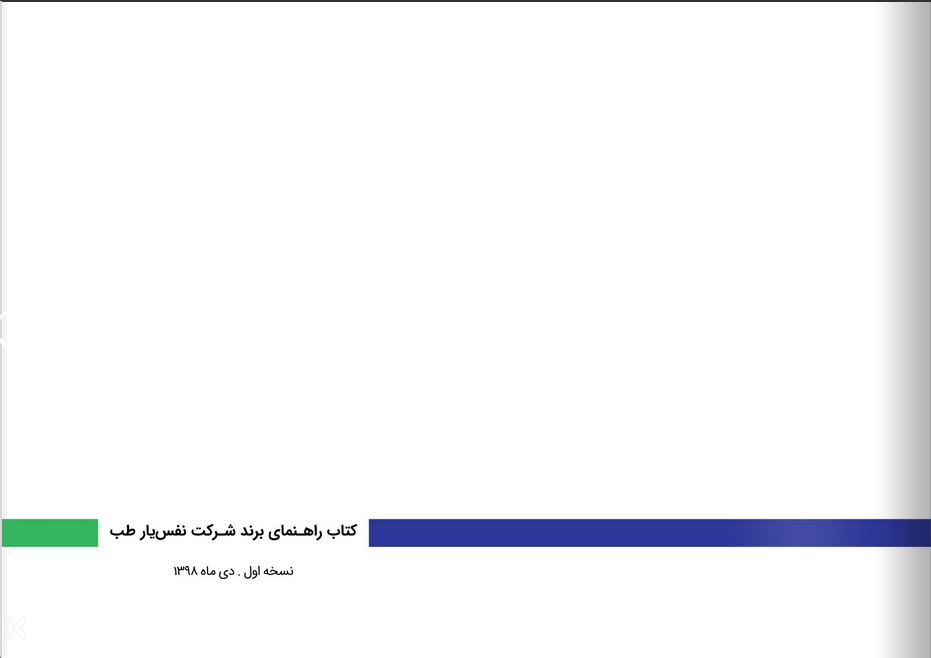 کتاب راهـنمای برند شـرکت نفس‌یار طب
نسخه اول . دی ماه ۱۳۹۸